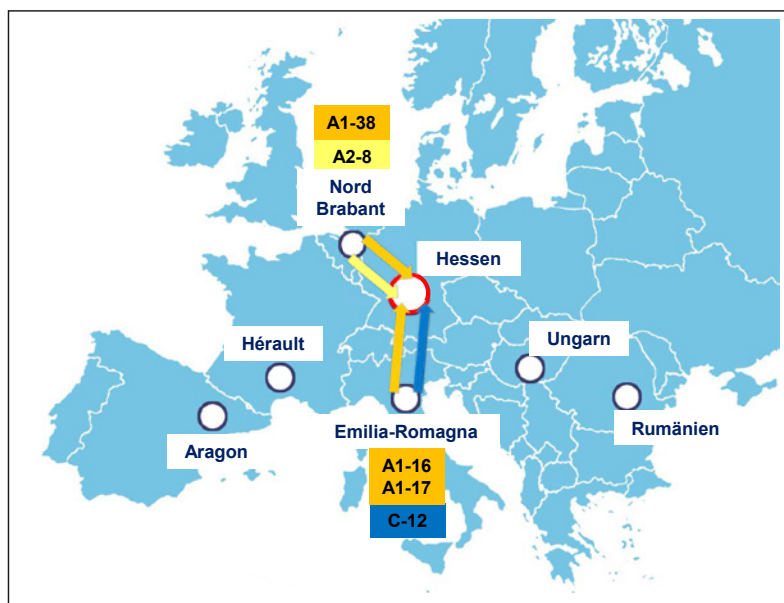 A1-38
A2-8
Nord
Brabant
Hessen
Hérault
Ungarn
Aragon
Emilia-Romagna
Rumänien
A1-16
A1-17
C-12